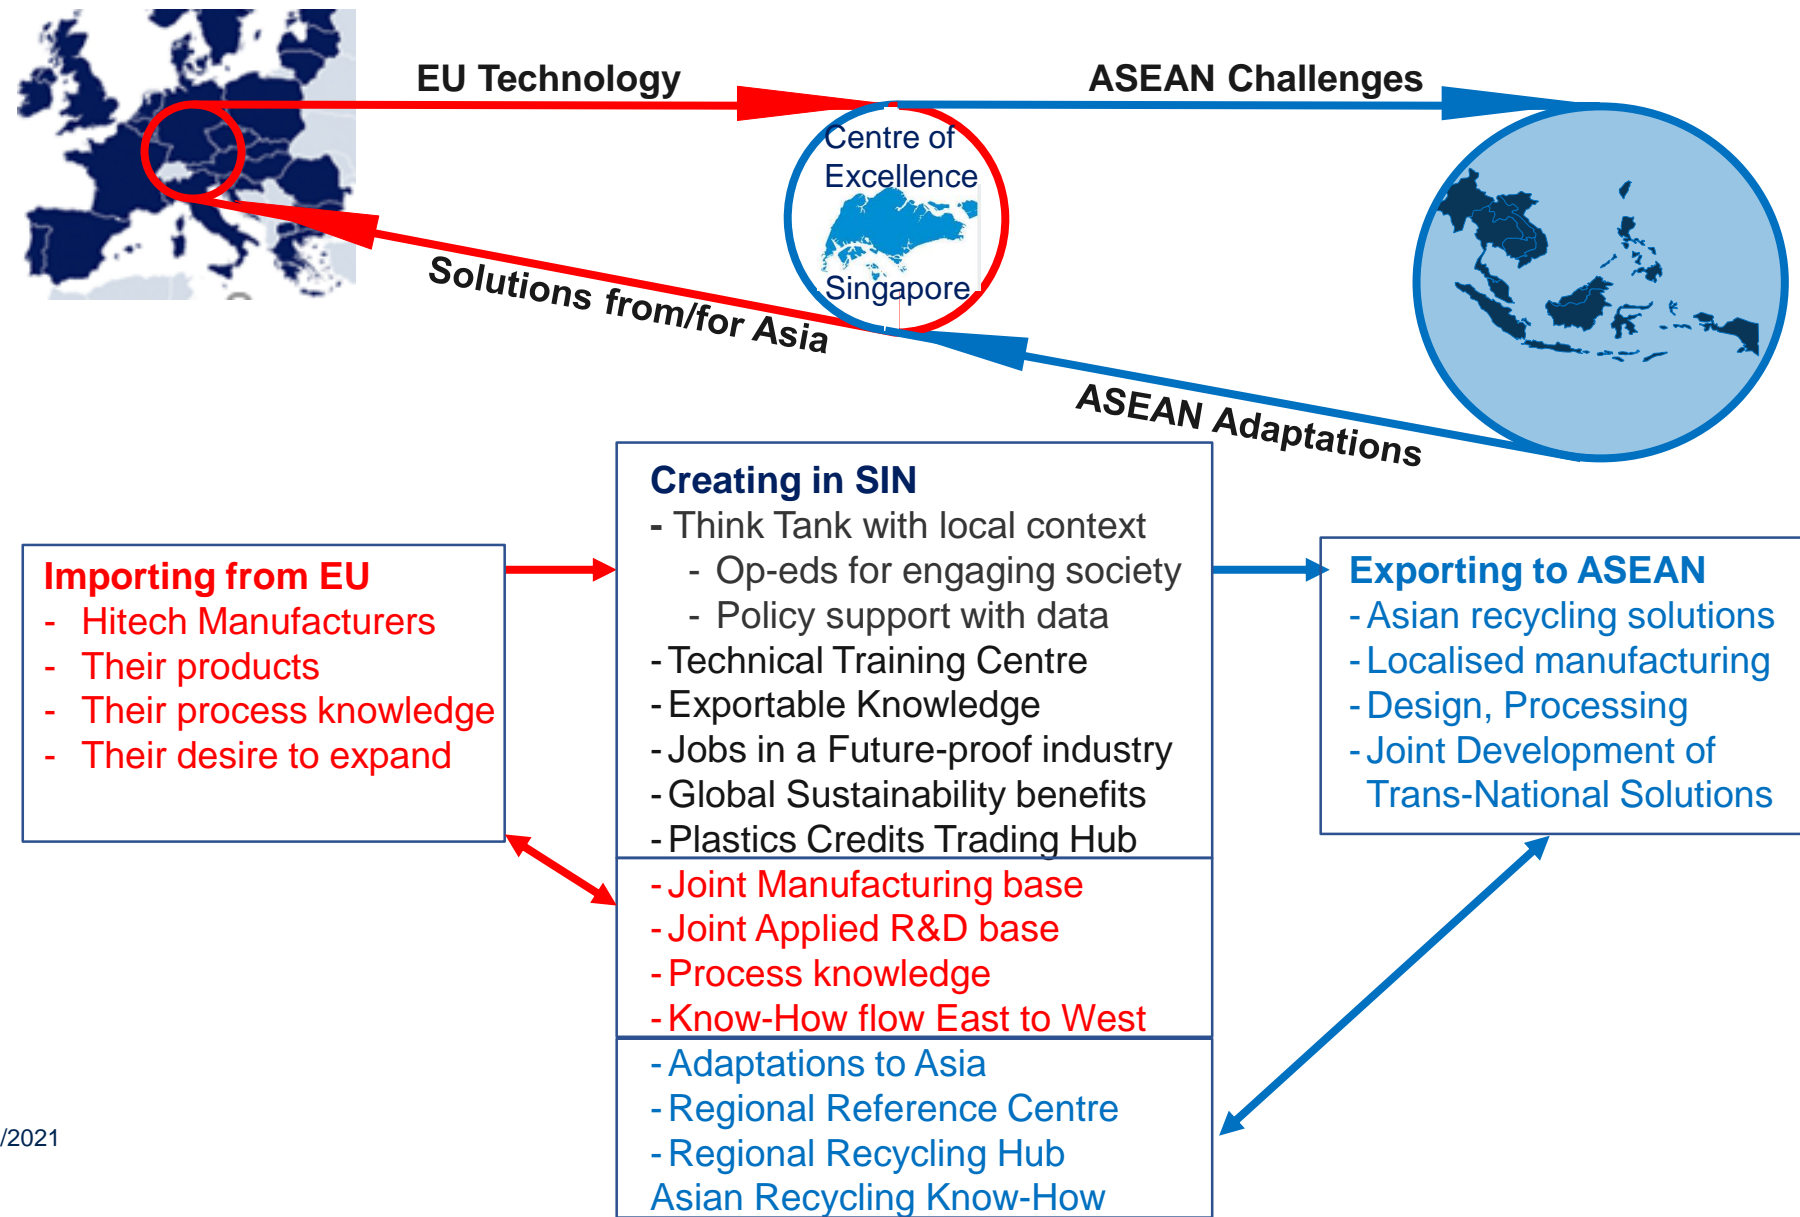 EU Technology
ASEAN Challenges
Centre of
Excellence
Singapore
Solutions from/for Asia
ASEAN Adaptations
Importing from EU
- Hitech Manufacturers
- Their products
- Their process knowledge
- Their desire to expand
Creating in SIN
- Think Tank with local context
- Op-eds for engaging society
- Policy support with data
- Technical Training Centre
- Exportable Knowledge
- Jobs in a Future-proof industry
- Global Sustainability benefits
- Plastics Credits Trading Hub
- Joint Manufacturing base
- Joint Applied R&D base
- Process knowledge
- Know-How flow East to West
- Adaptations to Asia
- Regional Reference Centre
- Regional Recycling Hub
Asian Recycling Know-How
Exporting to ASEAN
- Asian recycling solutions
- Localised manufacturing
- Design, Processing
- Joint Development of
Trans-National Solutions
/2021